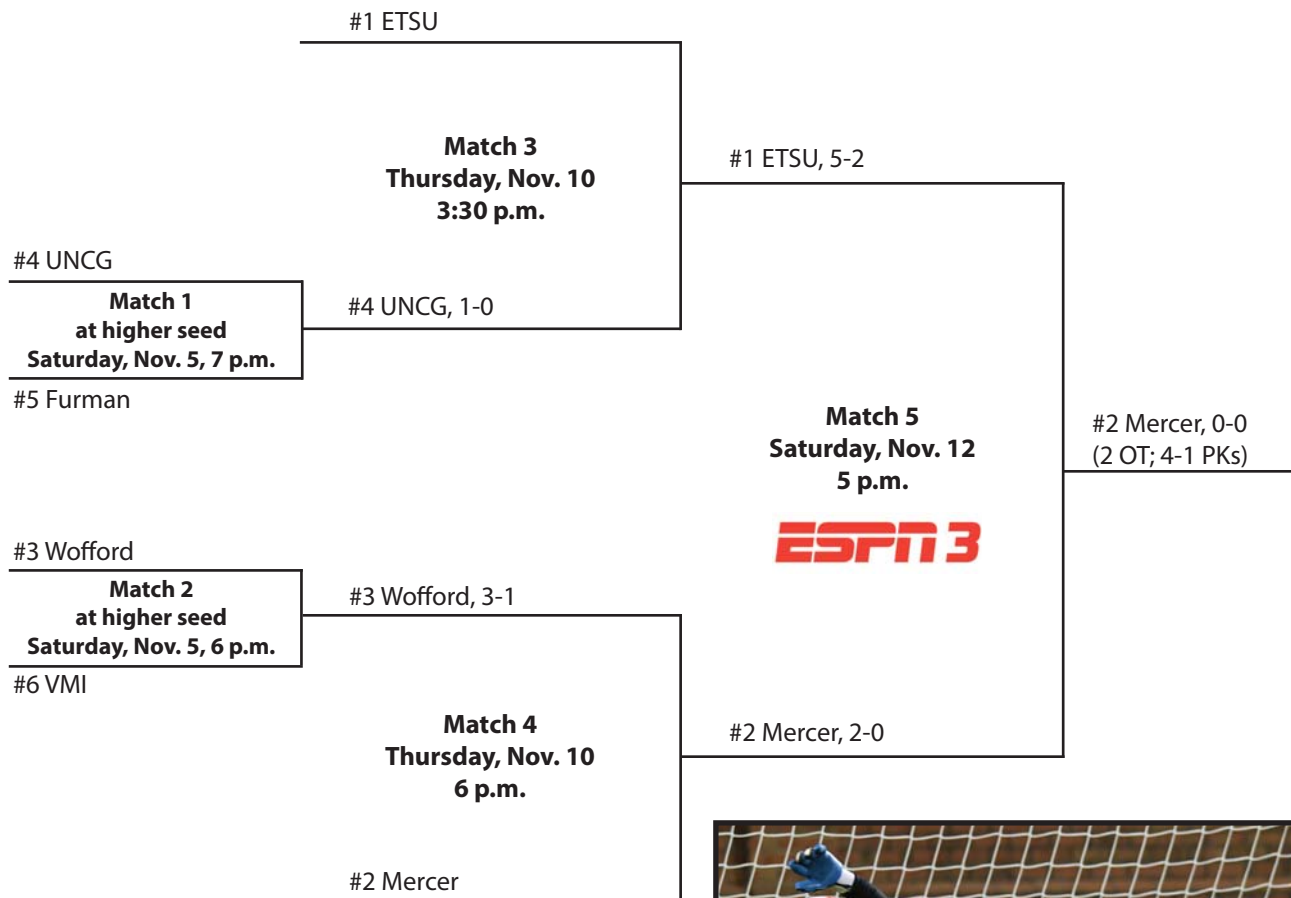 #1 ETSU
Match 3
Thursday, Nov. 10
3:30 p.m.
#1 ETSU, 5-2
#4 UNCG
Match 1
at higher seed
Saturday, Nov. 5, 7 p.m.
#4 UNCG, 1-0
#5 Furman
Match 5
Saturday, Nov. 12
5 p.m.
ESPN 3
#2 Mercer, 0-0
(2 OT; 4-1 PKs)
#3 Wofford
Match 2
at higher seed
Saturday, Nov. 5, 6 p.m.
#3 Wofford, 3-1
#6 VMI
Match 4
Thursday, Nov. 10
6 p.m.
#2 Mercer, 2-0
#2 Mercer